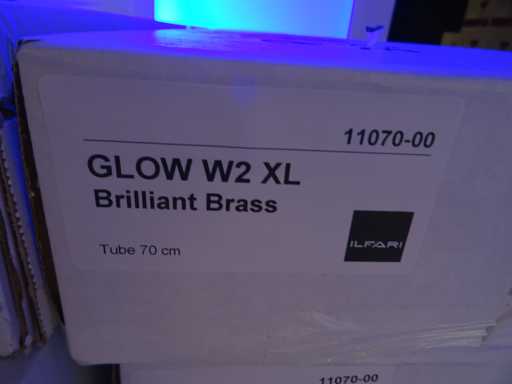 11070-00
GLOW W2 XL
Brilliant Brass
Tube 70 cm
ILFARI
11070-00